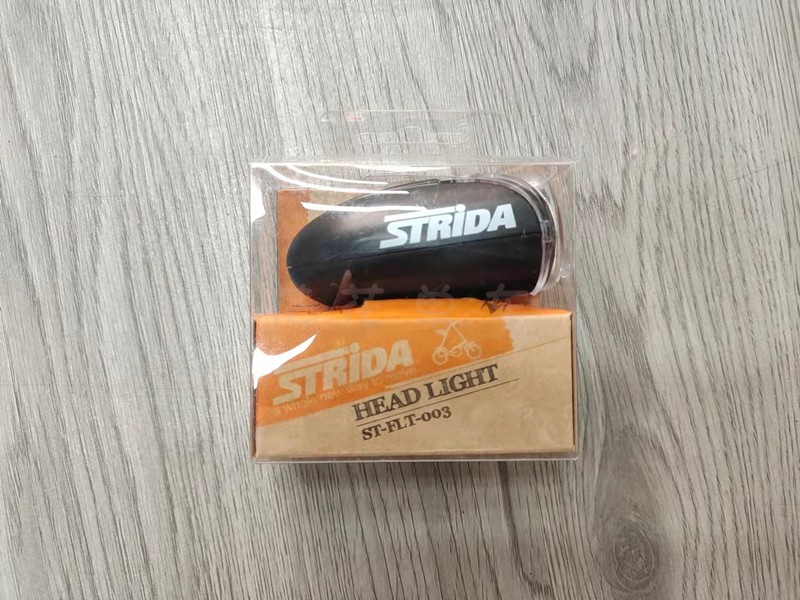 STRiDA
STRiDA
a whole new way to move
HEAD LIGHT
ST-FLT-003